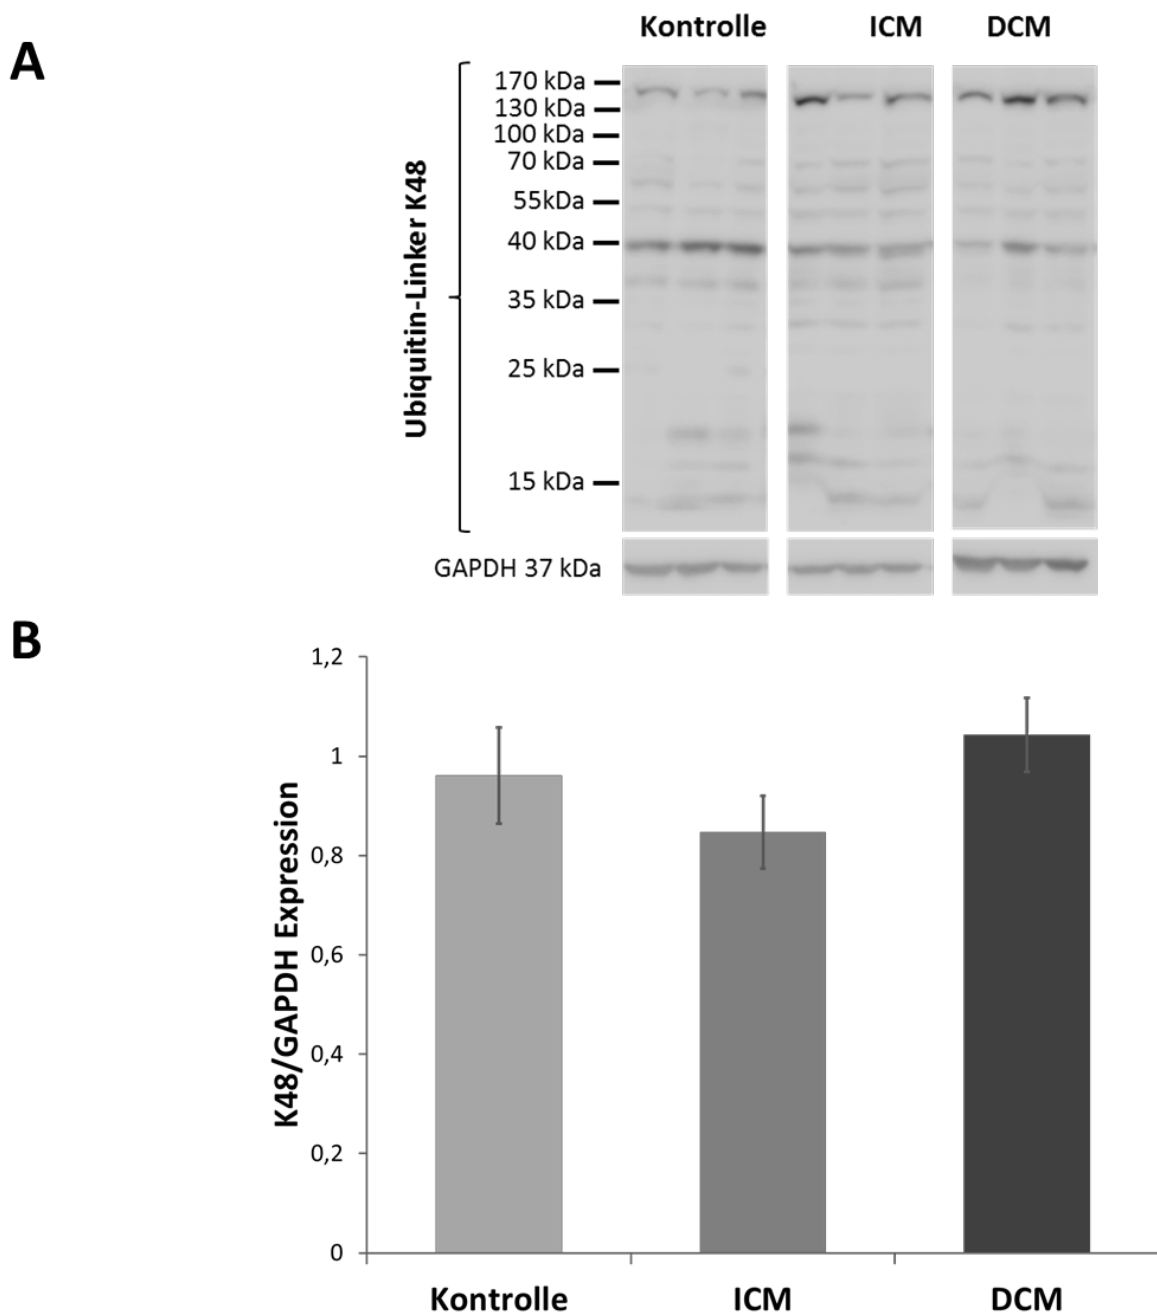 A
Kontrolle ICM DCM
Ubiquitin-Linker K48
170 kDa
130 kDa
100 kDa
70 kDa
55kDa
40 kDa
35 kDa
25 kDa
15 kDa
GAPDH 37 kDa
B
K48/GAPDH Expression
1,2
1
0,8
0,6
0,4
0,2
0
Kontrolle ICM DCM